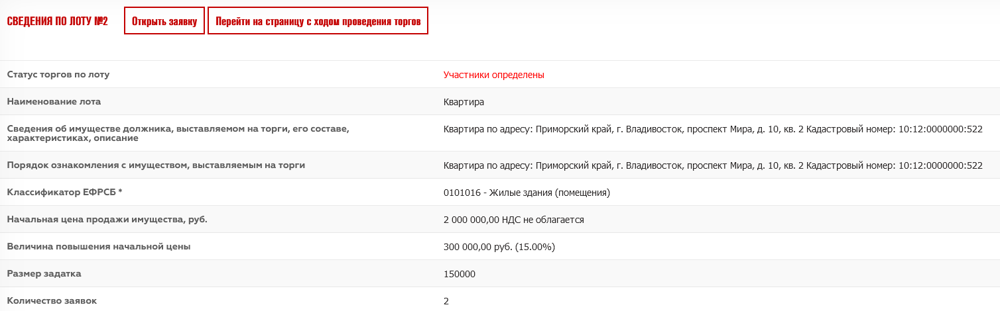 СВЕДЕНИЯ ПО ЛОТУ №2 Открыть заявку Перейти на страницу с ходом проведения торгов
Статус торгов по лоту Участники определены
Наименование лота Квартира
Сведения об имуществе должника, выставляемом на торги, его составе, Квартира по адресу: Приморский край, г. Владивосток, проспект Мира, д. 10, кв. 2 Кадастровый номер: 10:12:0000000:522
характеристиках, описание
Порядок ознакомления с имуществом, выставляемым на торги Квартира по адресу: Приморский край, г. Владивосток, проспект Мира, д. 10, кв. 2 Кадастровый номер: 10:12:0000000:522
Классификатор ЕФРСБ * 0101016 - Жилые здания (помещения)
Начальная цена продажи имущества, руб. 2 000 000,00 НДС не облагается
Величина повышения начальной цены 300 000,00 руб. (15.00%)
Размер задатка 150000
Количество заявок 2